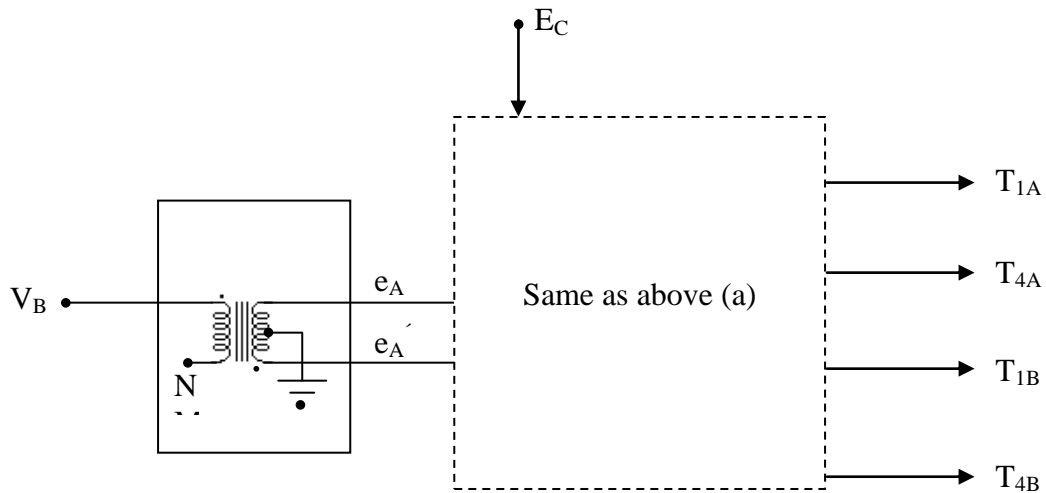 E_C
T_1A
V_B
e_A
Same as above (a)
T_4A
e_A´
T_1B
N
T_4B